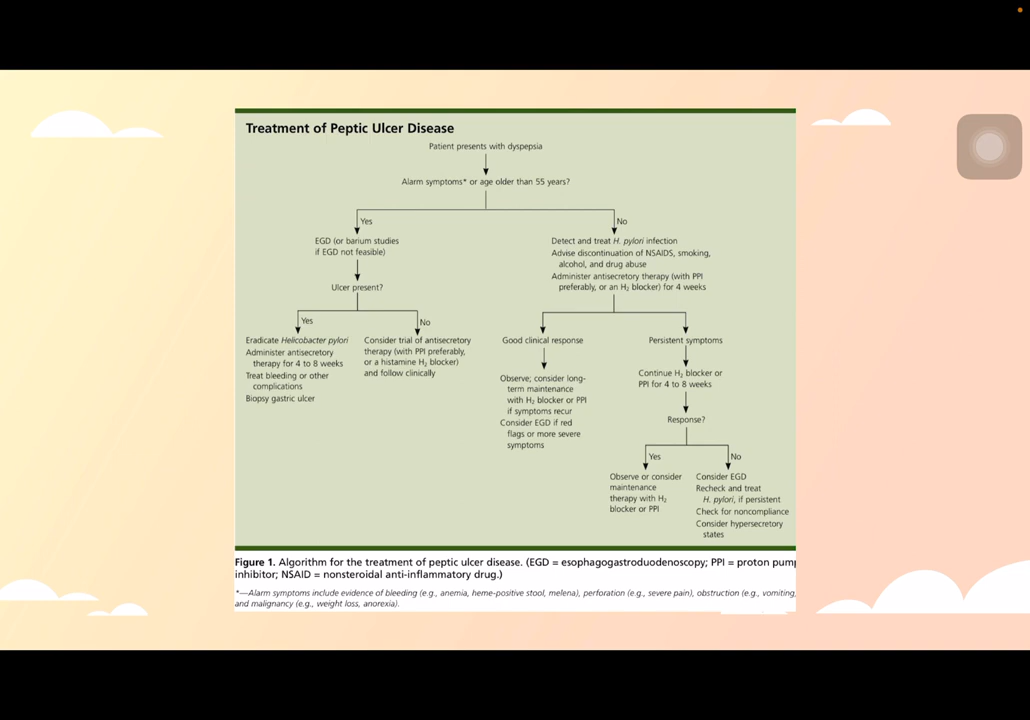 Treatment of Peptic Ulcer Disease
Patient presents with dyspepsia
Alarm symptoms* or age older than 55 years?
Yes
No
EGD (or barium studies
if EGD not feasible)
Ulcer present?
Yes
No
Eradicate Helicobacter pylori
Administer antisecretory
therapy for 4 to 8 weeks
Treat bleeding or other
complications
Biopsy gastric ulcer
Consider trial of antisecretory
therapy (with PPI preferably,
or a histamine H₂ blocker)
and follow clinically
Detect and treat H. pylori infection
Advise discontinuation of NSAIDS, smoking,
alcohol, and drug abuse
Administer antisecretory therapy (with PPI
preferably, or an H₂ blocker) for 4 weeks
Good clinical response
Observe; consider long-
term maintenance
with H₂ blocker or PPI
if symptoms recur
Consider EGD if red
flags or more severe
symptoms
Persistent symptoms
Continue H₂ blocker or
PPI for 4 to 8 weeks
Response?
Yes
No
Observe or consider
maintenance
therapy with H₂
blocker or PPI
Consider EGD
Recheck and treat
H. pylori, if persistent
Check for noncompliance
Consider hypersecretory
states
Figure 1. Algorithm for the treatment of peptic ulcer disease. (EGD = esophagogastroduodenoscopy; PPI = proton pump
inhibitor; NSAID = nonsteroidal anti-inflammatory drug.)
*—Alarm symptoms include evidence of bleeding (e.g., anemia, heme-positive stool, melena), perforation (e.g., severe pain), obstruction (e.g., vomiting,
and malignancy (e.g., weight loss, anorexia).